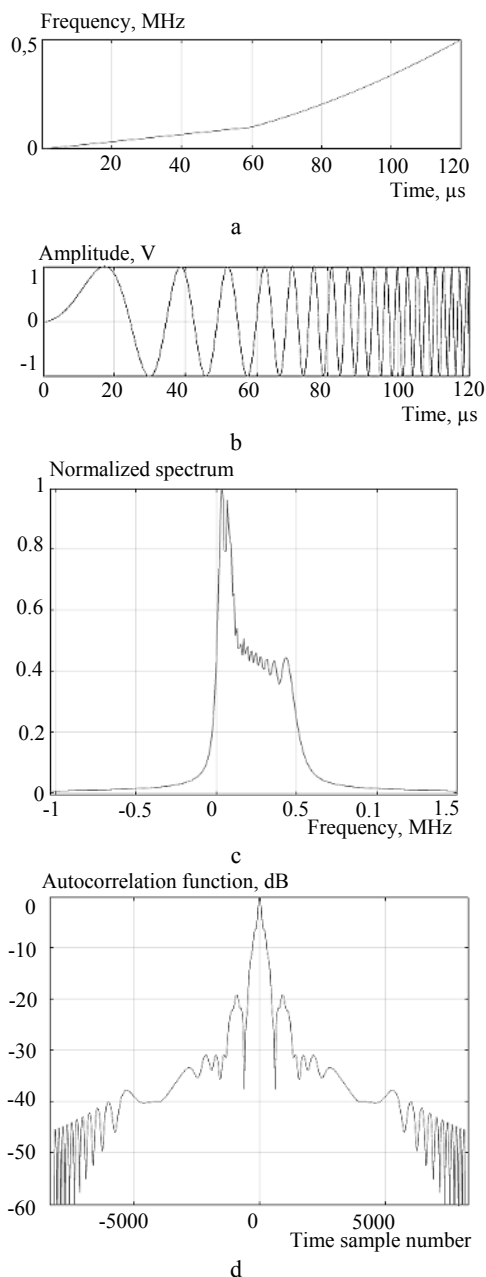 Frequency, MHz
0,5
0
20 40 60 80 100 120
Time, µs
a
Amplitude, V
1
0
-1
0 20 40 60 80 100 120
Time, µs
b
Normalized spectrum
1
0.8
0.6
0.4
0.2
0
-1 -0.5 0 0.5 0.1 1.5
Frequency, MHz
c
Autocorrelation function, dB
0
-10
-20
-30
-40
-50
-60
-5000 0 5000
Time sample number
d